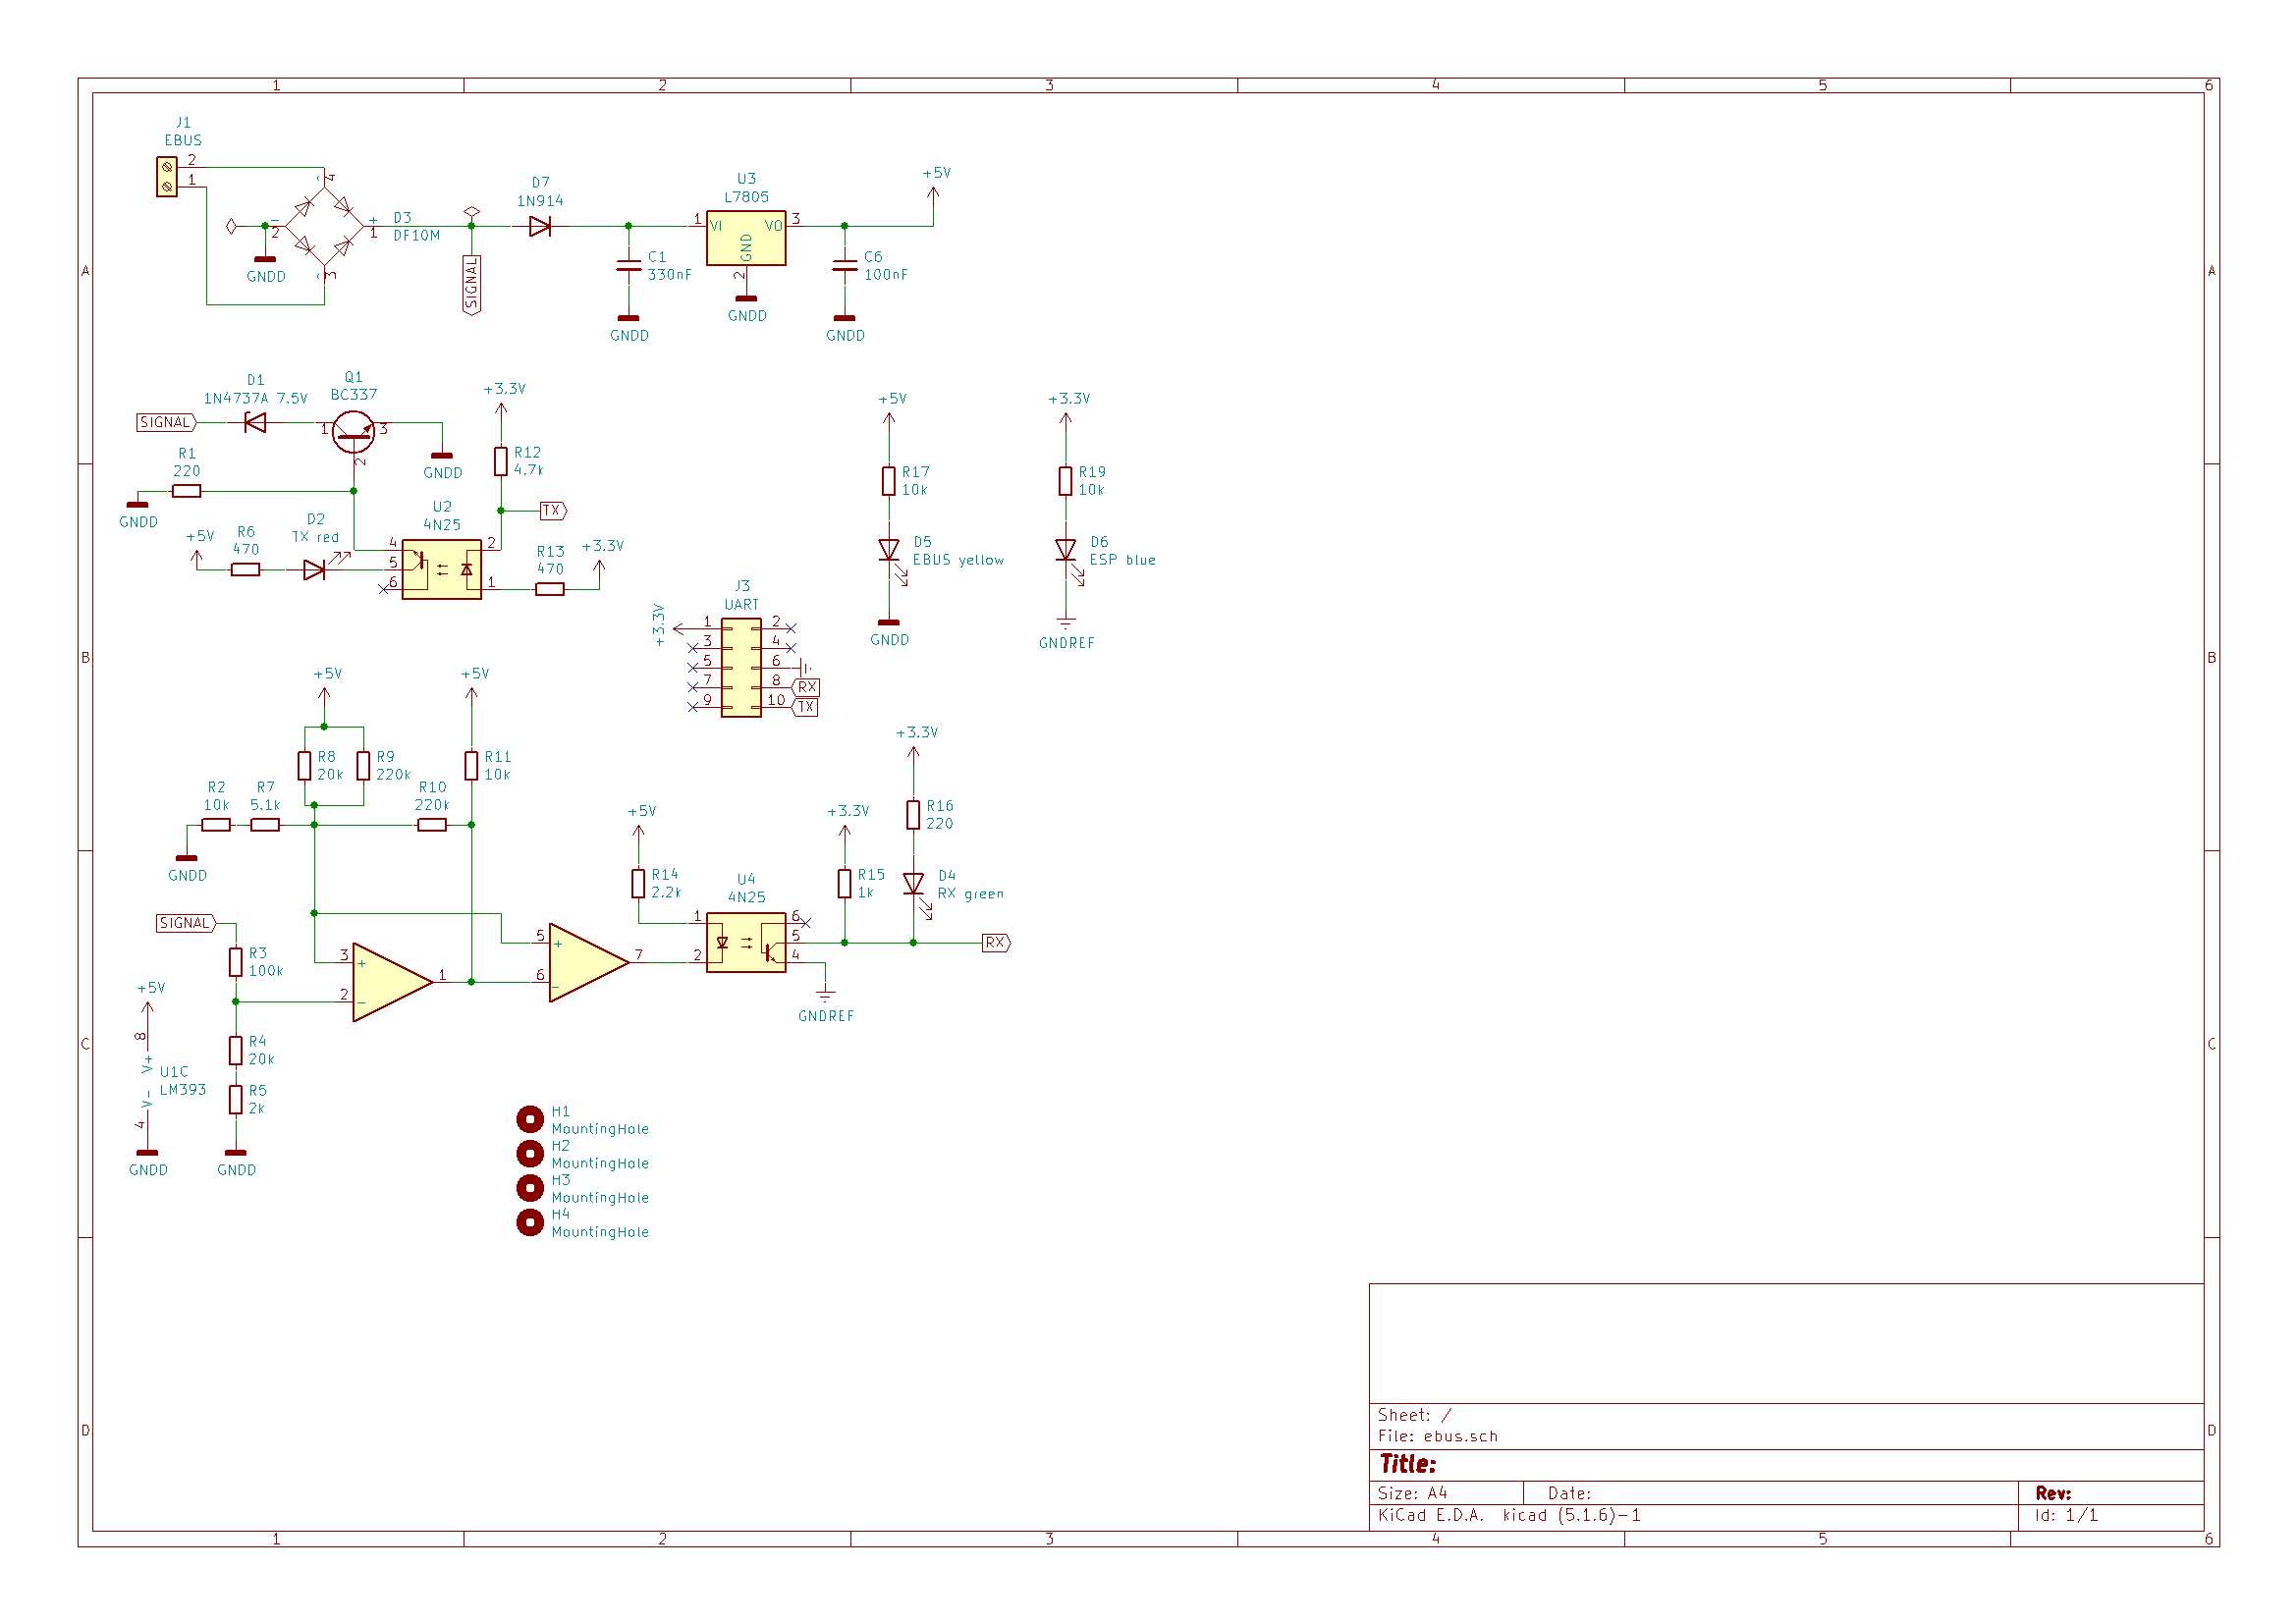 1 2 3 4 5 6
A A
B B
C C
D D
J1
EBUS
2
1
4
3
2
1
-
+
D3
DF10M
GNDD
SIGNAL
D7
1N914
C1
330nF
GNDD
U3
L7805
1 VI VO 3
GND
2
GNDD
C6
100nF
GNDD
+5V
D1
1N4737A 7.5V
SIGNAL
Q1
BC337
1 3
2
GNDD
R1
220
GNDD
+5V
R6
470
D2
TX red
U2
4N25
4 2
5
6 1
+3.3V
R12
4.7k
TX
R13
470
+3.3V
+5V
R17
10k
D5
EBUS yellow
GNDD
+3.3V
R19
10k
D6
ESP blue
GNDREF
J3
UART
+3.3V
1 2
3 4
5 6
7 8 RX
9 10 TX
+5V
R8
20k
R9
220k
+5V
R11
10k
R2
10k
R7
5.1k
R10
220k
GNDD
SIGNAL
R3
100k
R4
20k
R5
2k
GNDD
+5V
8
V+
U1C
LM393
V-
4
GNDD
3 +
2 -
1
5 +
6 -
7
+5V
R14
2.2k
U4
4N25
1 6
5
2 4
GNDREF
+3.3V
R15
1k
+3.3V
R16
220
D4
RX green
RX
H1
MountingHole
H2
MountingHole
H3
MountingHole
H4
MountingHole
Sheet: /
File: ebus.sch
Title:
Size: A4 Date: Rev:
KiCad E.D.A. kicad (5.1.6)-1 Id: 1/1
1 2 3 4 5 6